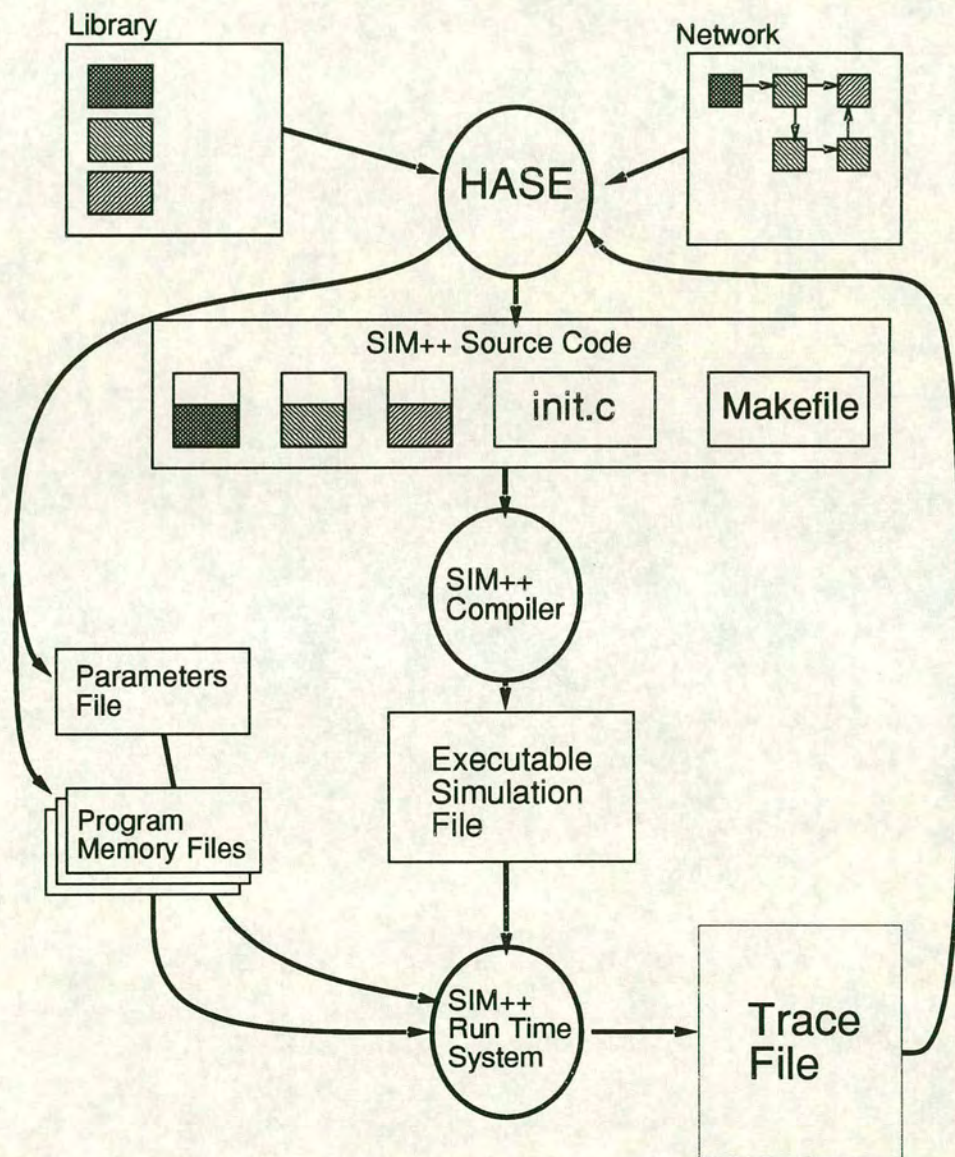 Library
Network
HASE
SIM++ Source Code
init.c
Makefile
SIM++
Compiler
Parameters
File
Executable
Simulation
File
Program
Memory Files
SIM++
Run Time
System
Trace
File